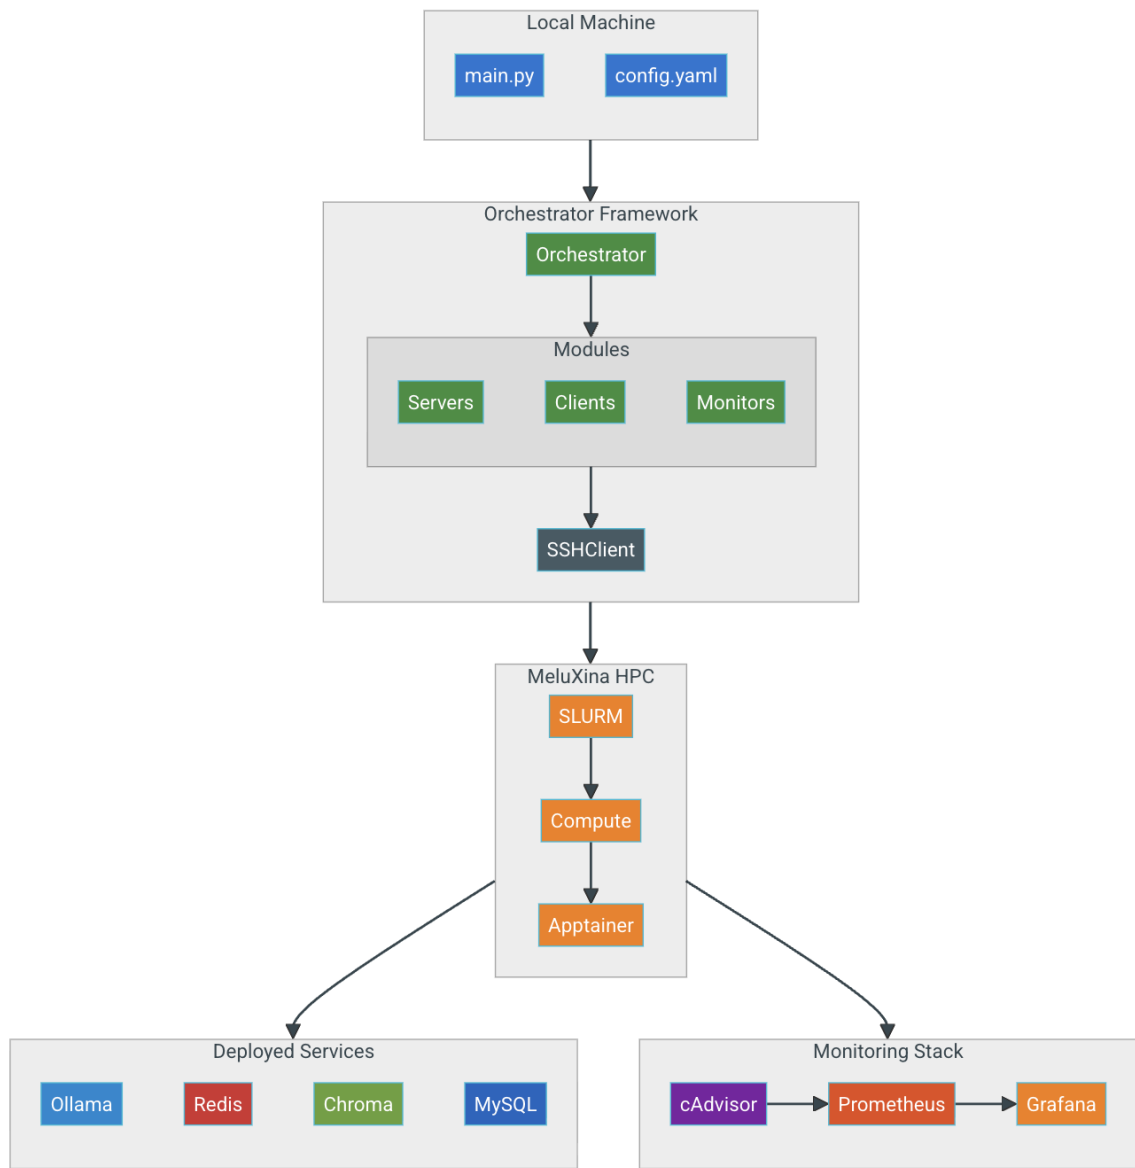 Local Machine
main.py
config.yaml
Orchestrator Framework
Orchestrator
Modules
Servers
Clients
Monitors
SSHClient
MeluXina HPC
SLURM
Compute
Apptainer
Deployed Services
Ollama
Redis
Chroma
MySQL
Monitoring Stack
cAdvisor
Prometheus
Grafana